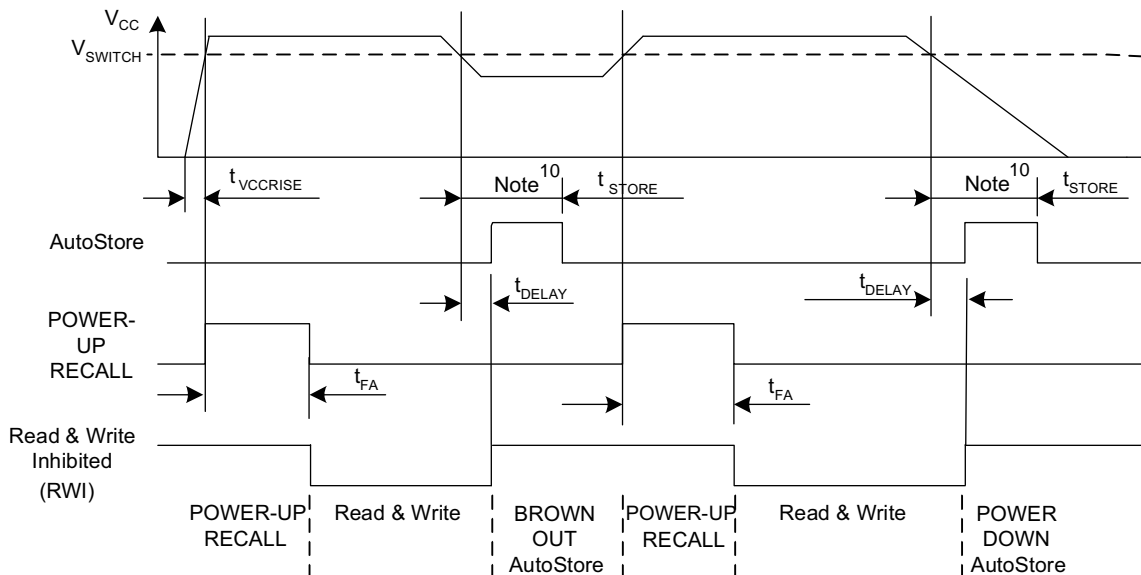 VCC
VSWITCH
tVCCRISE
Note10
tSTORE
Note10
tSTORE
AutoStore
tDELAY
tDELAY
POWER-
UP
RECALL
tFA
tFA
Read & Write
Inhibited
(RWI)
POWER-UP
RECALL
Read & Write
BROWN
OUT
AutoStore
POWER-UP
RECALL
Read & Write
POWER
DOWN
AutoStore